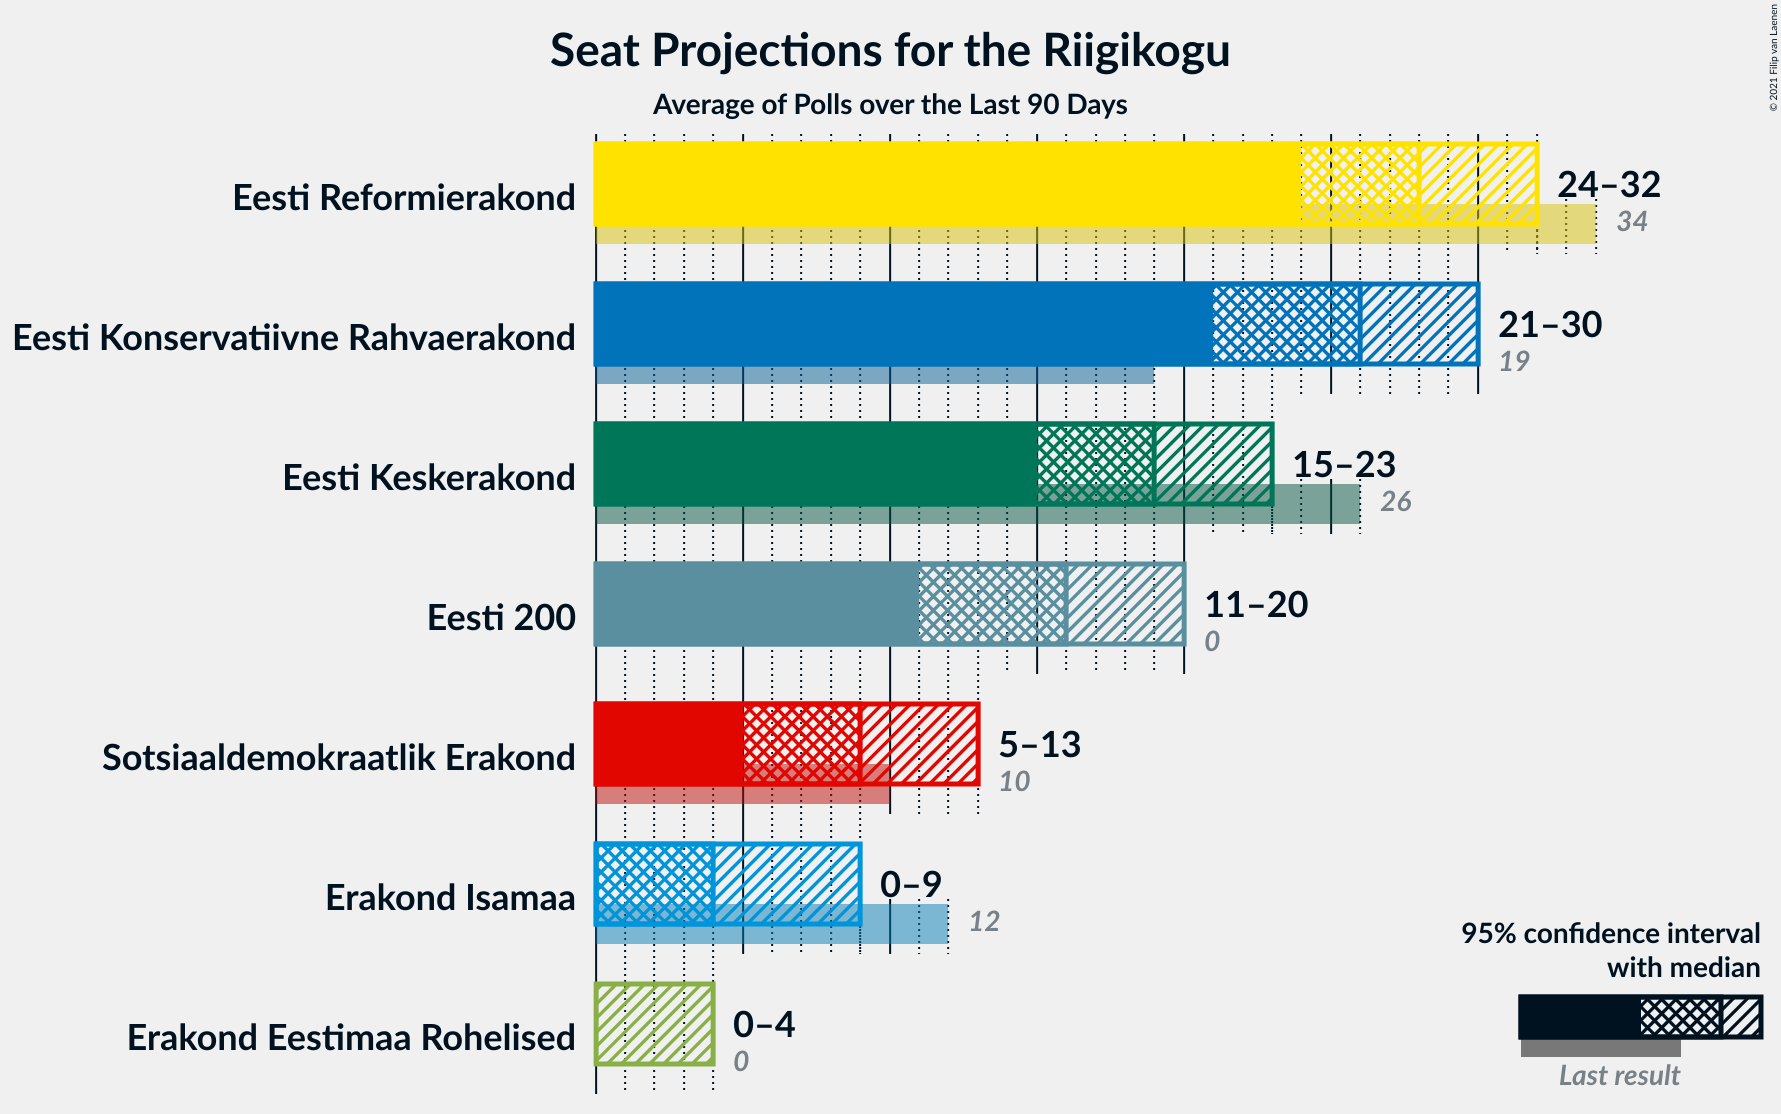 Seat Projections for the Riigikogu
Average of Polls over the Last 90 Days
© 2021 Filip van Laenen
Eesti Reformierakond
24–32
34
Eesti Konservatiivne Rahvaerakond
21–30
19
Eesti Keskerakond
15–23
26
Eesti 200
11–20
0
Sotsiaaldemokraatlik Erakond
5–13
10
Erakond Isamaa
0–9
12
Erakond Eestimaa Rohelised
0–4
0
95% confidence interval
with median
Last result